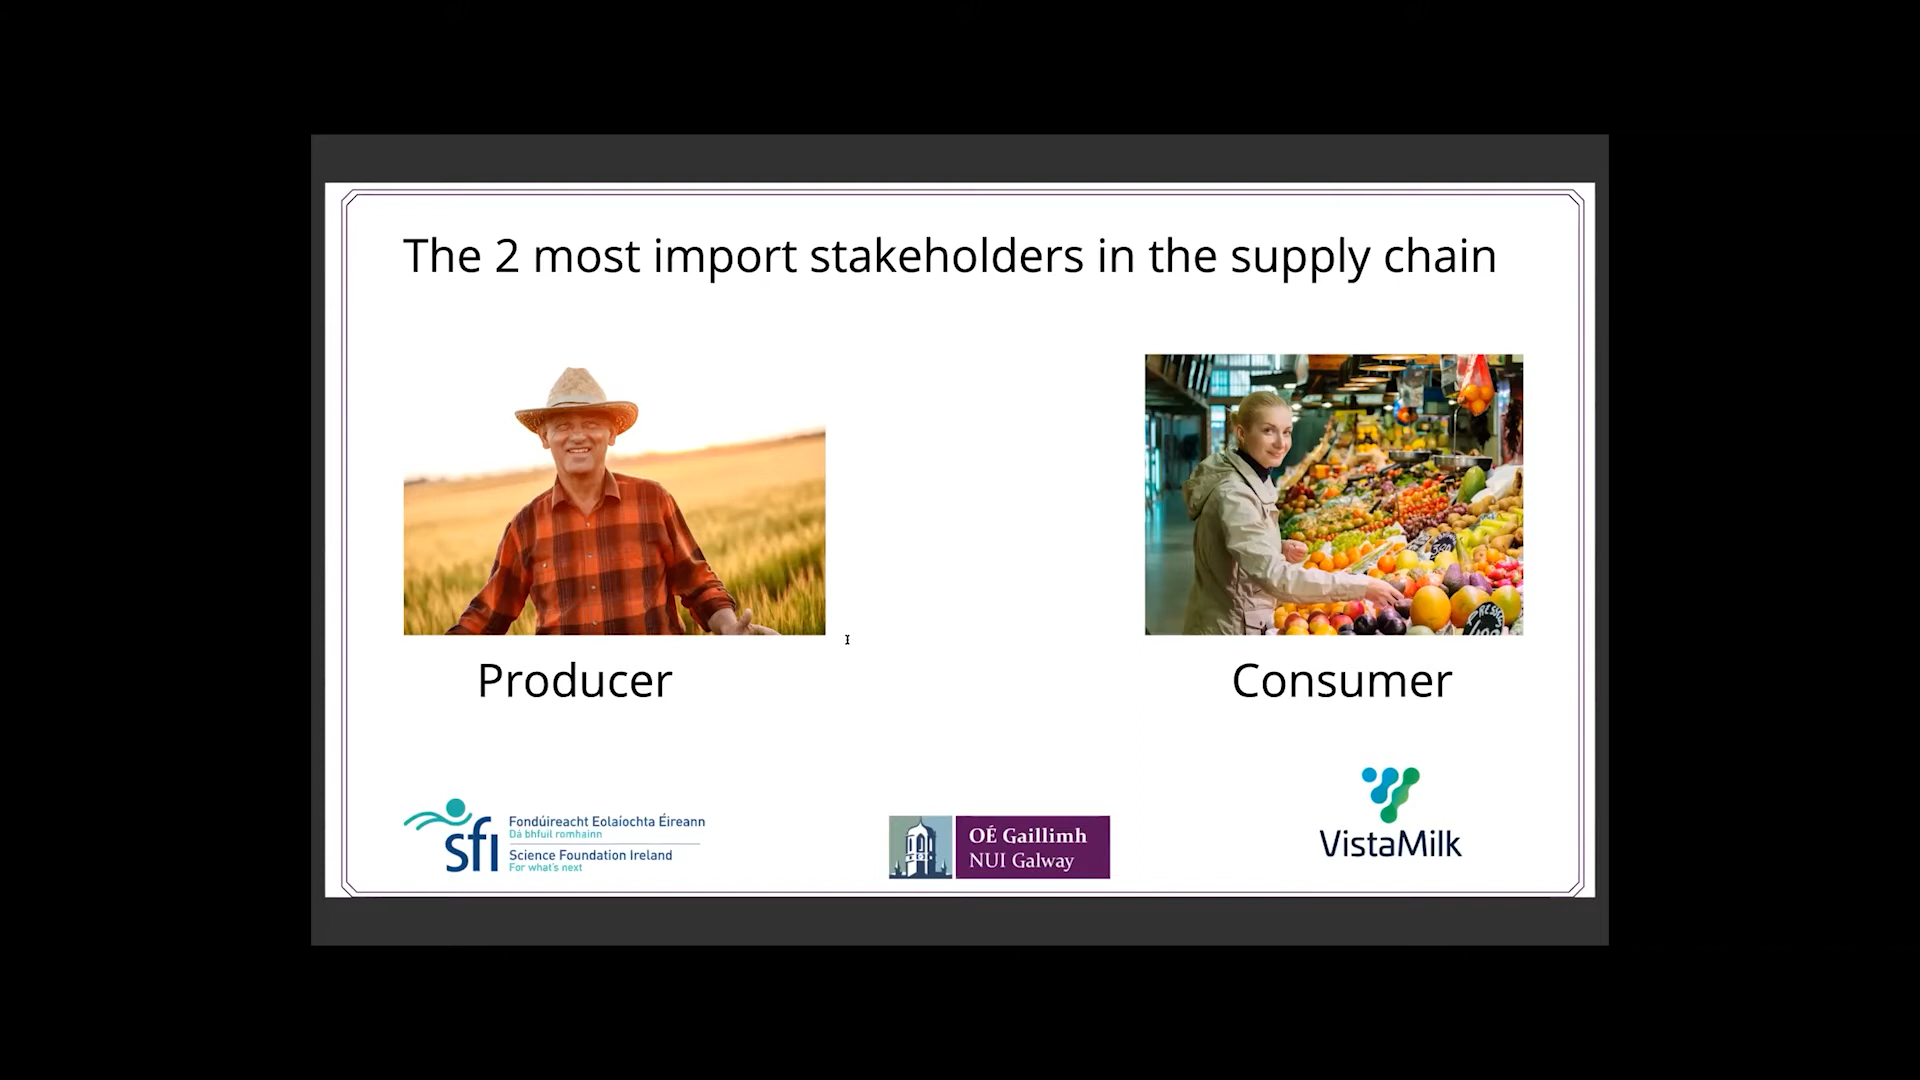 The 2 most import stakeholders in the supply chain
Producer
Consumer
sfi
Fondúireacht Eolaíochta Éireann
Dá bhfuil romhainn
Science Foundation Ireland
For what's next
OÉ Gaillimh
NUI Galway
VistaMilk